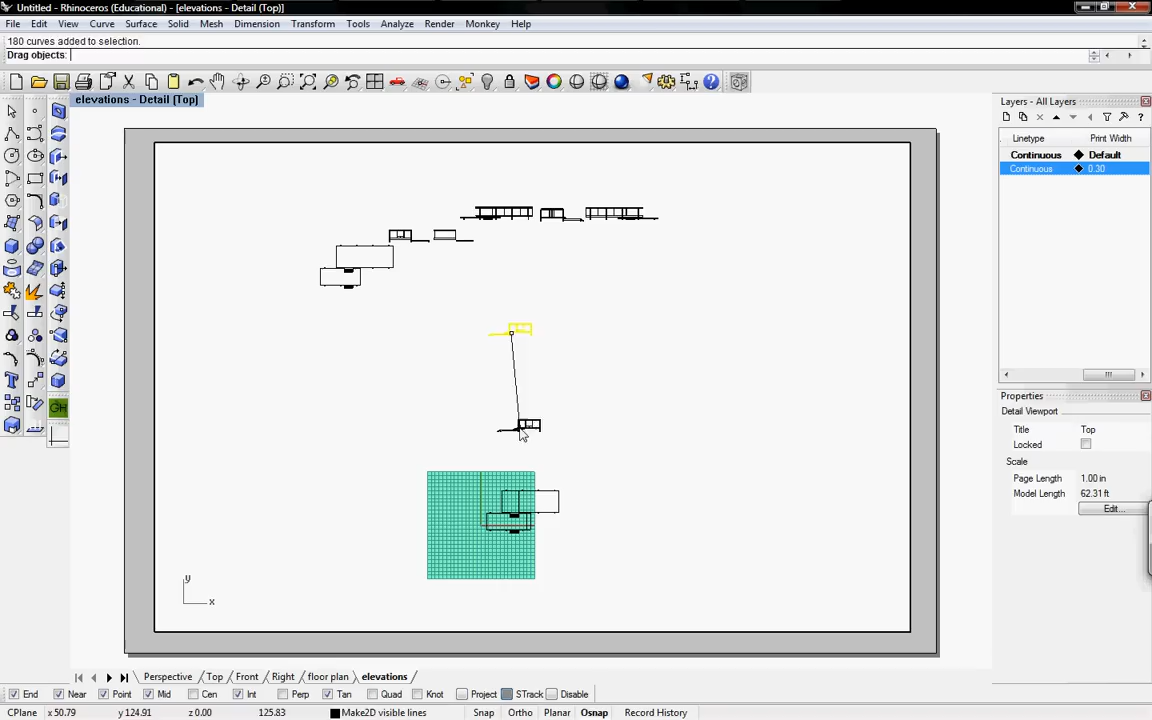 Untitled - Rhinoceros (Educational) - [elevations - Detail (Top)]
File Edit View Curve Surface Solid Mesh Dimension Transform Tools Analyze Render Monkey Help
180 curves added to selection.
Drag objects:
elevations - Detail (Top)
Layers - All Layers
Linetype Print Width
Continuous Default
Continuous 0.30
Properties
Detail Viewport
Title Top
Locked
Scale
Page Length 1.00 in
Model Length 62.31 ft
Edit...
GH
y
x
Perspective Top Front Right floor plan elevations
End Near Point Mid Cen Int Perp Tan Quad Knot Project STrack Disable
CPlane x 50.79 y 124.91 z 0.00 125.83 Make2D visible lines Snap Ortho Planar Osnap Record History